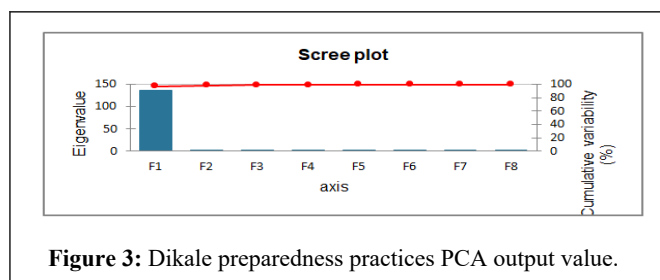 Scree plot
Eigenvalue
150
100
50
0
100
80
60
40
20
0
Cumulative variability
(%)
F1 F2 F3 F4 F5 F6 F7 F8
axis
Figure 3: Dikale preparedness practices PCA output value.